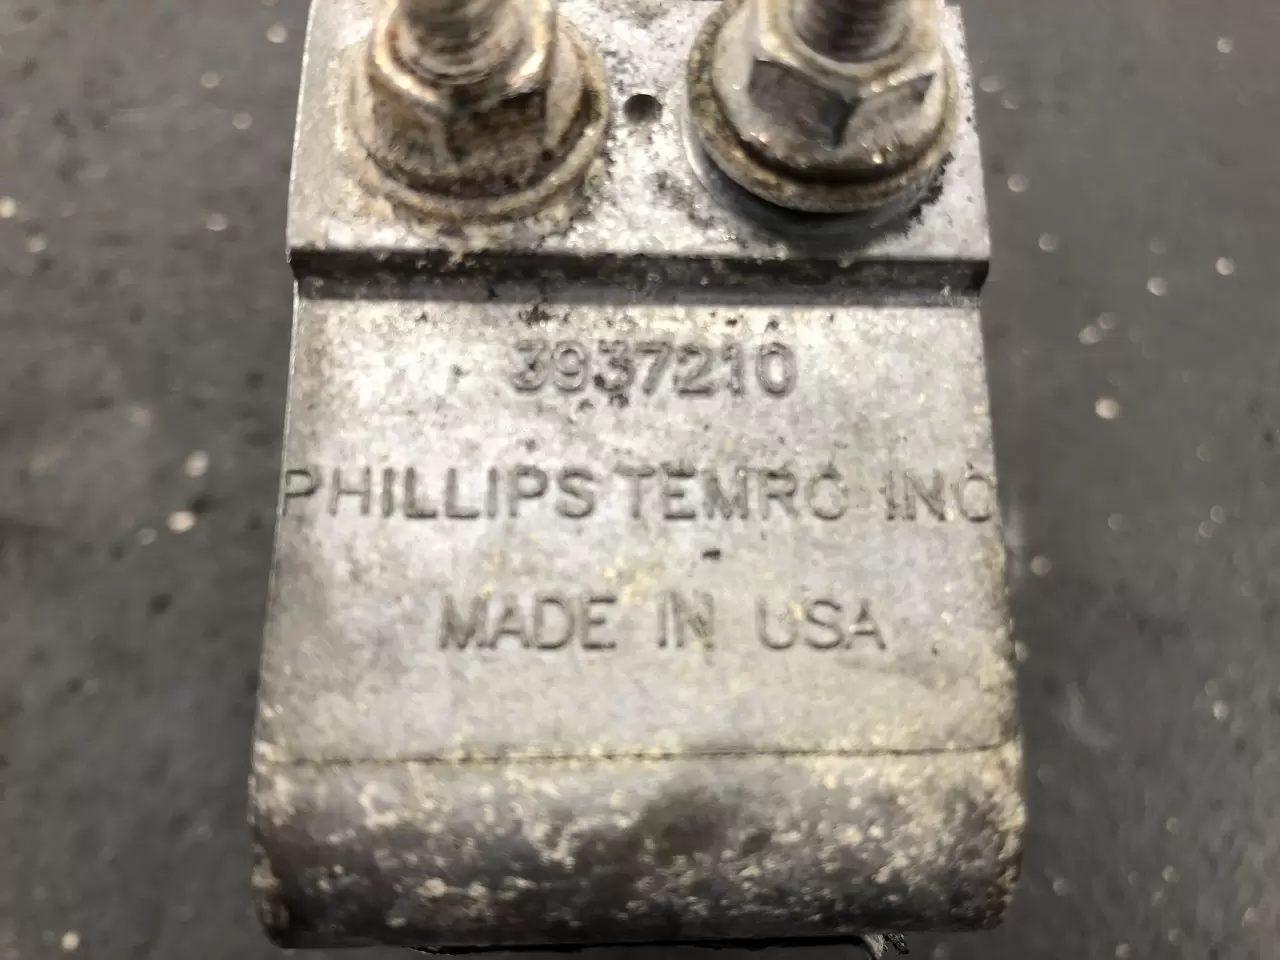 3937210
PHILLIPS TEMRO INC
MADE IN USA